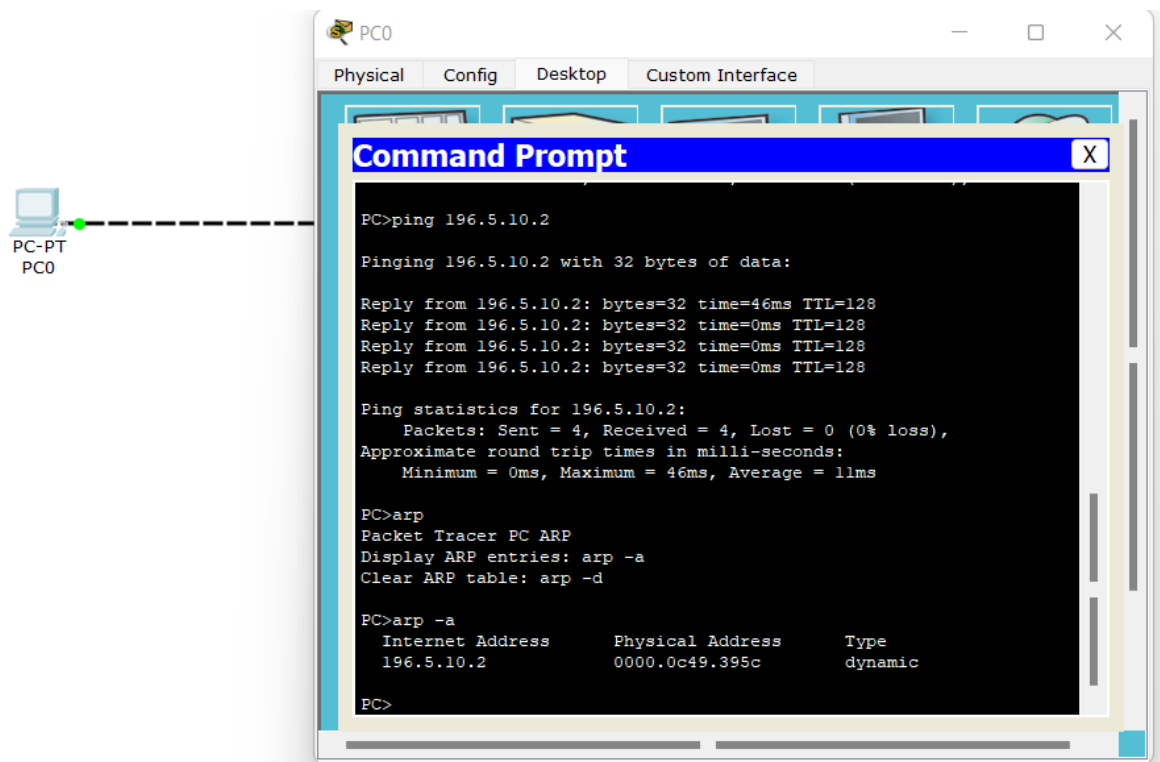 PC0
Physical Config Desktop Custom Interface
Command Prompt X
PC>ping 196.5.10.2
Pinging 196.5.10.2 with 32 bytes of data:
Reply from 196.5.10.2: bytes=32 time=46ms TTL=128
Reply from 196.5.10.2: bytes=32 time=0ms TTL=128
Reply from 196.5.10.2: bytes=32 time=0ms TTL=128
Reply from 196.5.10.2: bytes=32 time=0ms TTL=128
Ping statistics for 196.5.10.2:
Packets: Sent = 4, Received = 4, Lost = 0 (0% loss),
Approximate round trip times in milli-seconds:
Minimum = 0ms, Maximum = 46ms, Average = 11ms
PC>arp
Packet Tracer PC ARP
Display ARP entries: arp -a
Clear ARP table: arp -d
PC>arp -a
Internet Address Physical Address Type
196.5.10.2 0000.0c49.395c dynamic
PC>
PC-PT
PC0